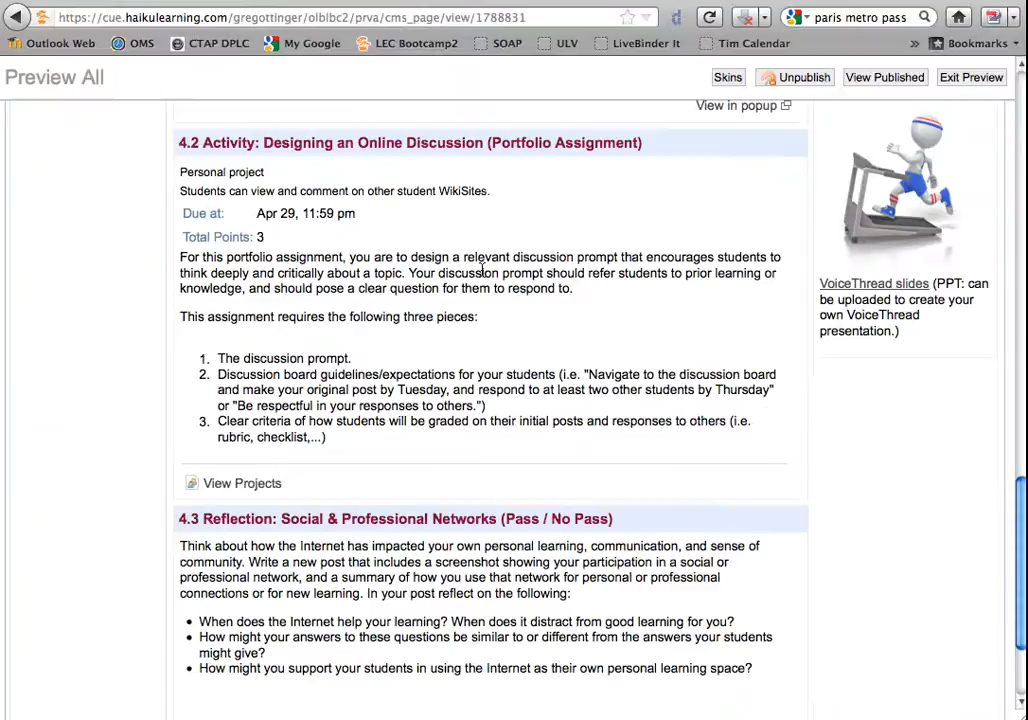 https://cue.haikulearning.com/gregottinger/olblbc2/prva/cms_page/view/1788831
paris metro pass
Outlook Web
OMS
CTAP DPLC
My Google
LEC Bootcamp2
SOAP
ULV
LiveBinder It
Tim Calendar
»
Bookmarks
Preview All
Skins
Unpublish
View Published
Exit Preview
View in popup
4.2 Activity: Designing an Online Discussion (Portfolio Assignment)
Personal project
Students can view and comment on other student WikiSites.
Due at: Apr 29, 11:59 pm
Total Points: 3
For this portfolio assignment, you are to design a relevant discussion prompt that encourages students to
think deeply and critically about a topic. Your discussion prompt should refer students to prior learning or
knowledge, and should pose a clear question for them to respond to.
This assignment requires the following three pieces:
1. The discussion prompt.
2. Discussion board guidelines/expectations for your students (i.e. "Navigate to the discussion board
and make your original post by Tuesday, and respond to at least two other students by Thursday"
or "Be respectful in your responses to others.")
3. Clear criteria of how students will be graded on their initial posts and responses to others (i.e.
rubric, checklist,...)
View Projects
4.3 Reflection: Social & Professional Networks (Pass / No Pass)
Think about how the Internet has impacted your own personal learning, communication, and sense of
community. Write a new post that includes a screenshot showing your participation in a social or
professional network, and a summary of how you use that network for personal or professional
connections or for new learning. In your post reflect on the following:
• When does the Internet help your learning? When does it distract from good learning for you?
• How might your answers to these questions be similar to or different from the answers your students
might give?
• How might you support your students in using the Internet as their own personal learning space?
VoiceThread slides (PPT: can
be uploaded to create your
own VoiceThread
presentation.)